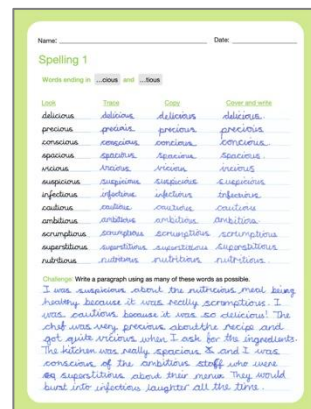 Name: Date:
Spelling 1
Words ending in ...cious and ...tious
Look Trace Copy Cover and write
delicious delicious delicious delicious
precious precious precious precious
conscious conscious concious concious
spacious spacious spacious spacious
vicious vicious vicious vicious
suspicious suspicious suspicious suspicious
infectious infectious infectious infectious
cautious cautious cautious cautious
ambitious ambitious ambitious ambitious
scrumptious scrumptious scrumptious scrumptious
superstitious superstitious superstitious superstitious
nutritious nutritious nutritious nutritious
Challenge: Write a paragraph using as many of these words as possible.
I was suspicious about the nutricious meal being
healthy because it was really scromptious. I
was cautious because it was so delicious! The
chef was very precious about the recipe and
got quite vicious when I ask for the ingredients.
The kitchen was really spacious & and I was
conscious of the ambitious staff who were
superstitious about their menu. They would
burst into infectious laughter all the time.